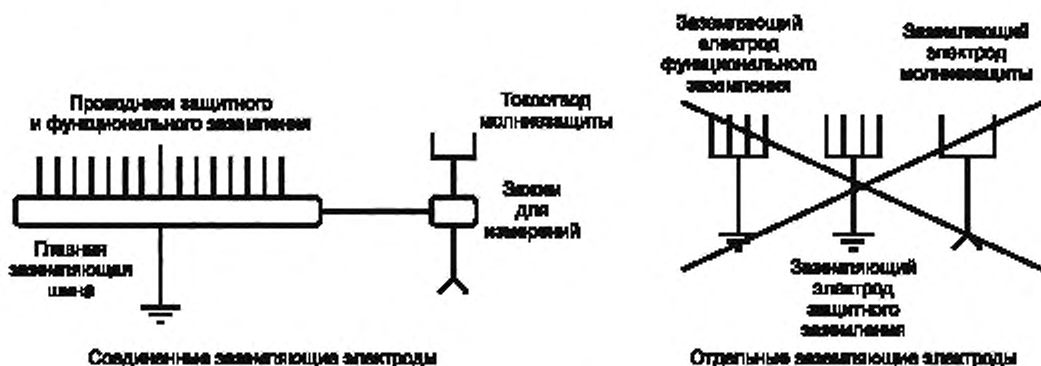 Проводники защитного
и функционального заземления
Токоотвод
молниезащиты
Зажим
для
измерений
Главная
заземляющая
шина
Соединенные заземляющие электроды
Заземляющий
электрод
функционального
заземления
Заземляющий
электрод
молниезащиты
Заземляющий
электрод
защитного
заземления
Отдельные заземляющие электроды